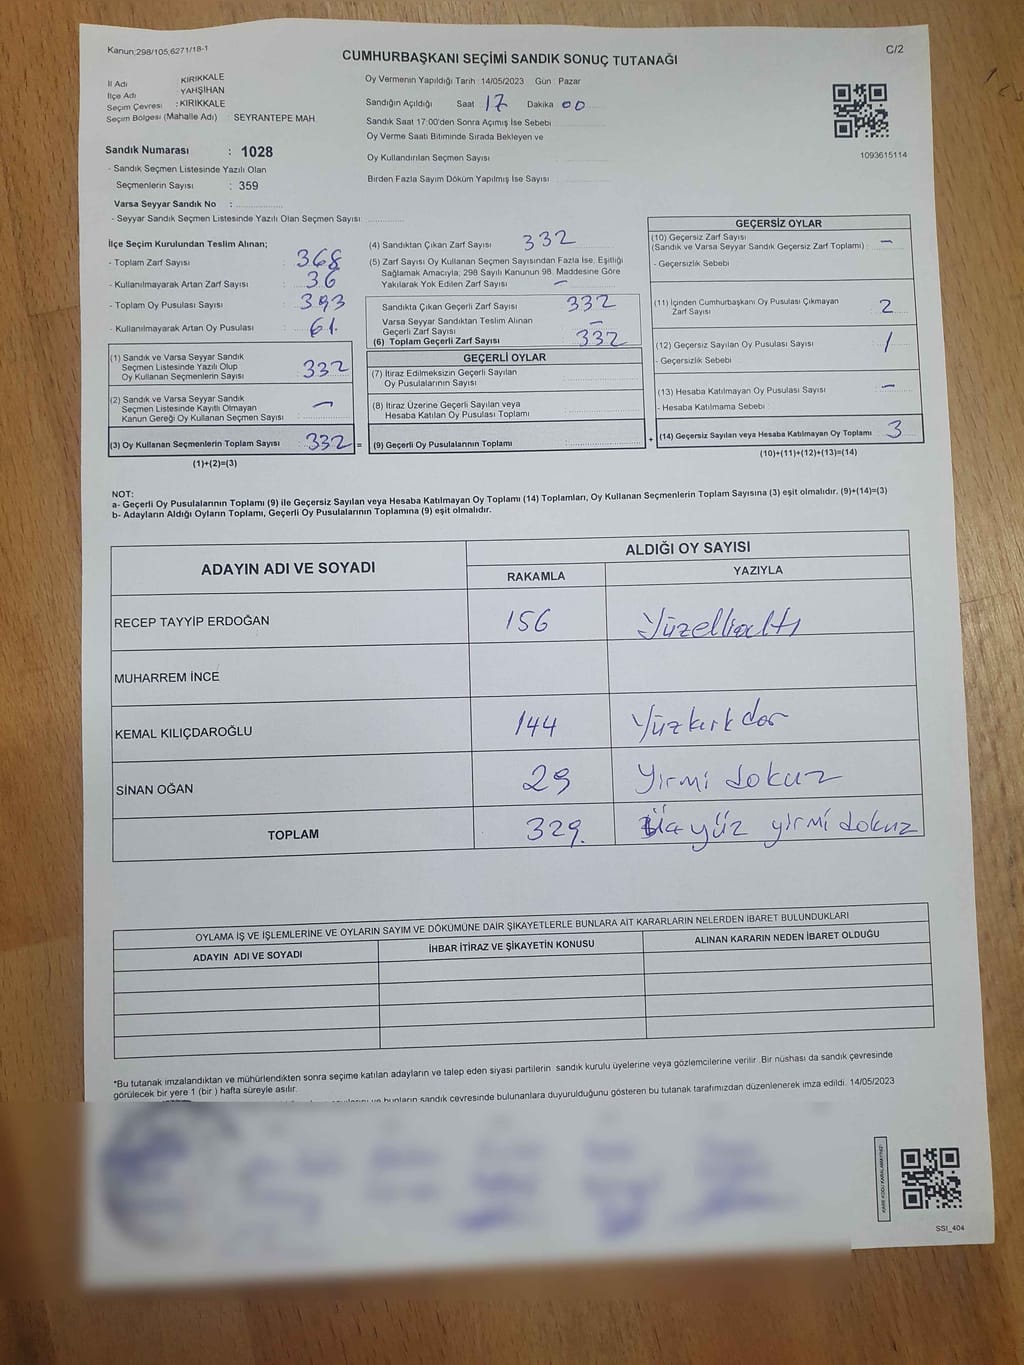 Kanun:298/105,6271/18-1
C/2
CUMHURBAŞKANI SEÇİMİ SANDIK SONUÇ TUTANAĞI
İl Adı KIRIKKALE
İlçe Adı YAHŞİHAN
Seçim Çevresi : KIRIKKALE
Seçim Bölgesi (Mahalle Adı) : SEYRANTEPE MAH.
Oy Vermenin Yapıldığı Tarih 14/05/2023 Gün : Pazar
Sandığın Açıldığı Saat 17 Dakika 00
Sandık Saat 17:00'den Sonra Açımış İse Sebebi
Oy Verme Saati Bitiminde Sırada Bekleyen ve
Oy Kullandırılan Seçmen Sayısı
Birden Fazla Sayım Döküm Yapılmış İse Sayısı
1093615114
Sandık Numarası : 1028
- Sandık Seçmen Listesinde Yazılı Olan
Seçmenlerin Sayısı : 359
Varsa Seyyar Sandık No :
- Seyyar Sandık Seçmen Listesinde Yazılı Olan Seçmen Sayısı
İlçe Seçim Kurulundan Teslim Alınan;
- Toplam Zarf Sayısı : 368
- Kullanılmayarak Artan Zarf Sayısı : 36
- Toplam Oy Pusulası Sayısı : 393
- Kullanılmayarak Artan Oy Pusulası : 61.
(1) Sandık ve Varsa Seyyar Sandık
Seçmen Listesinde Yazılı Olup
Oy Kullanan Seçmenlerin Sayısı : 332
(2) Sandık ve Varsa Seyyar Sandık
Seçmen Listesinde Kayıtlı Olmayan
Kanun Gereği Oy Kullanan Seçmen Sayısı : -
(3) Oy Kullanan Seçmenlerin Toplam Sayısı : 332 =
(1)+(2)=(3)
(4) Sandıktan Çıkan Zarf Sayısı 332
(5) Zarf Sayısı Oy Kullanan Seçmen Sayısından Fazla İse, Eşitliği
Sağlamak Amacıyla; 298 Sayılı Kanunun 98. Maddesine Göre
Yakılarak Yok Edilen Zarf Sayısı : -
Sandıkta Çıkan Geçerli Zarf Sayısı 332
Varsa Seyyar Sandıktan Teslim Alınan
Geçerli Zarf Sayısı : -
(6) Toplam Geçerli Zarf Sayısı : 332
GEÇERLİ OYLAR
(7) İtiraz Edilmeksizin Geçerli Sayılan
Oy Pusulalarının Sayısı
(8) İtiraz Üzerine Geçerli Sayılan veya
Hesaba Katılan Oy Pusulası Toplamı
(9) Geçerli Oy Pusulalarının Toplamı : +
GEÇERSİZ OYLAR
(10) Geçersiz Zarf Sayısı
(Sandık ve Varsa Seyyar Sandık Geçersiz Zarf Toplamı) : -
- Geçersizlik Sebebi
(11) İçinden Cumhurbaşkanı Oy Pusulası Çıkmayan
Zarf Sayısı : 2
(12) Geçersiz Sayılan Oy Pusulası Sayısı : 1
- Geçersizlik Sebebi
(13) Hesaba Katılmayan Oy Pusulası Sayısı : -
- Hesaba Katılmama Sebebi
(14) Geçersiz Sayılan veya Hesaba Katılmayan Oy Toplamı 3
(10)+(11)+(12)+(13)=(14)
NOT:
a- Geçerli Oy Pusulalarının Toplamı (9) ile Geçersiz Sayılan veya Hesaba Katılmayan Oy Toplamı (14) Toplamları, Oy Kullanan Seçmenlerin Toplam Sayısına (3) eşit olmalıdır. (9)+(14)=(3)
b- Adayların Aldığı Oyların Toplamı, Geçerli Oy Pusulalarının Toplamına (9) eşit olmalıdır.
ADAYIN ADI VE SOYADI
ALDIĞI OY SAYISI
RAKAMLA YAZIYLA
RECEP TAYYİP ERDOĞAN 156 Yüzellialtı
MUHARREM İNCE
KEMAL KILIÇDAROĞLU 144 Yüzkırk dör
SİNAN OĞAN 29 Yirmi dokuz
TOPLAM 329. Üçyüz yirmi dokuz
OYLAMA İŞ VE İŞLEMLERİNE VE OYLARIN SAYIM VE DÖKÜMÜNE DAİR ŞİKAYETLERLE BUNLARA AİT KARARLARIN NELERDEN İBARET BULUNDUKLARI
ADAYIN ADI VE SOYADI İHBAR İTİRAZ VE ŞİKAYETİN KONUSU ALINAN KARARIN NEDEN İBARET OLDUĞU
*Bu tutanak imzalandıktan ve mühürlendikten sonra seçime katılan adayların ve talep eden siyasi partilerin sandık kurulu üyelerine veya gözlemcilerine verilir .Bir nüshası da sandık çevresinde
görülecek bir yere 1 (bir ) hafta süreyle asılır.
bunların sandık çevresinde bulunanlara duyurulduğunu gösteren bu tutanak tarafımızdan düzenlenerek imza edildi. 14/05/2023
KARE KODU KARALAMAYINIZ!
SSI_404